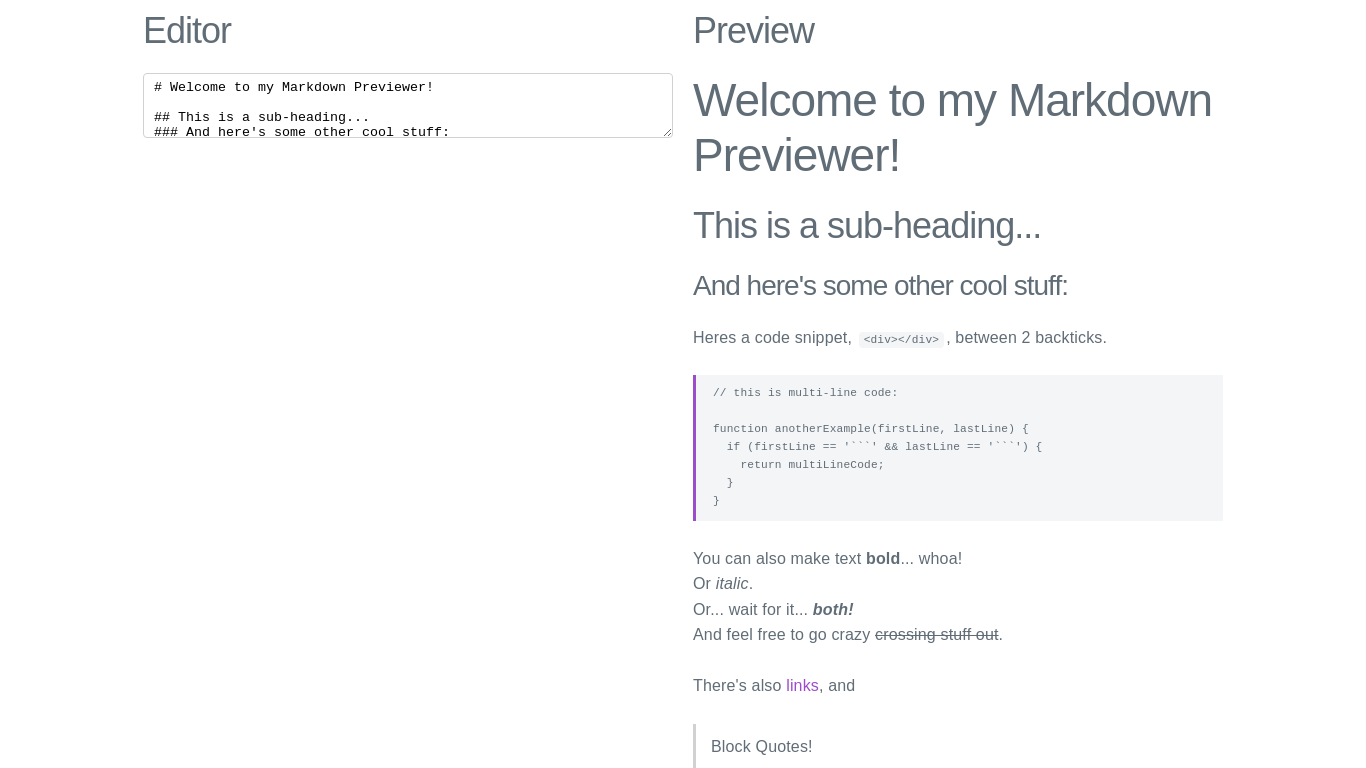 Editor
# Welcome to my Markdown Previewer!
## This is a sub-heading...
### And here's some other cool stuff:
Preview
Welcome to my Markdown
Previewer!
This is a sub-heading...
And here's some other cool stuff:
Heres a code snippet, <div></div>, between 2 backticks.
// this is multi-line code:
function anotherExample(firstLine, lastLine) {
  if (firstLine == '```' && lastLine == '```') {
    return multiLineCode;
  }
}
You can also make text bold... whoa!
Or italic.
Or... wait for it... both!
And feel free to go crazy crossing stuff out.
There's also links, and
Block Quotes!